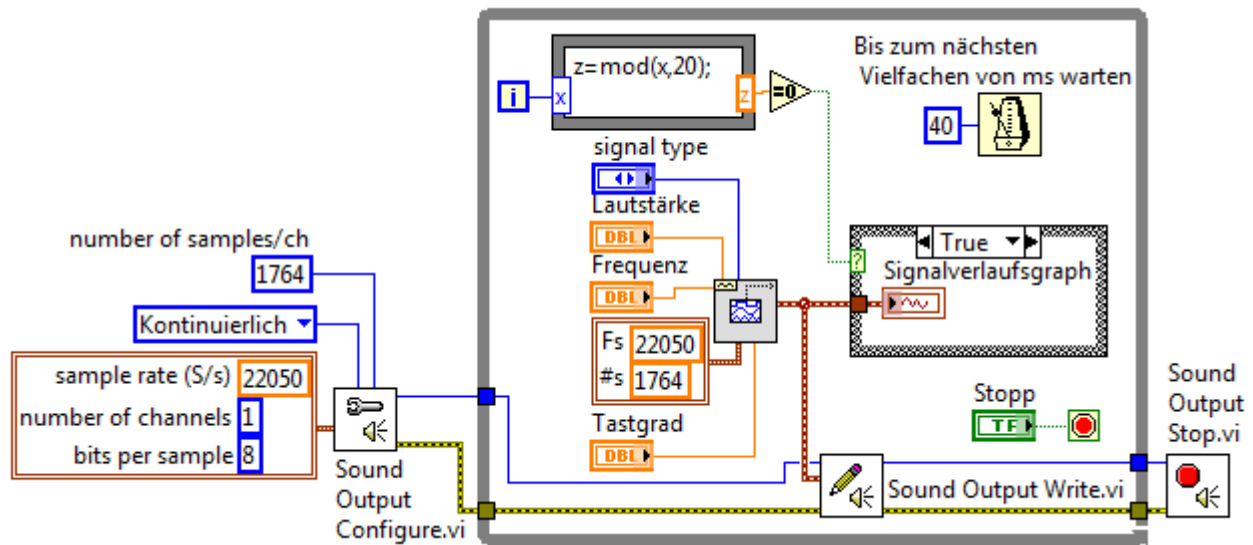 z=mod(x,20);
i
x
z
=0
Bis zum nächsten
Vielfachen von ms warten
40
signal type
Lautstärke
DBL
Frequenz
DBL
Fs 22050
#s 1764
Tastgrad
DBL
True
?
Signalverlaufsgraph
number of samples/ch
1764
Kontinuierlich
sample rate (S/s) 22050
number of channels 1
bits per sample 8
Sound
Output
Configure.vi
Stopp
TF
Sound Output Write.vi
Sound
Output
Stop.vi